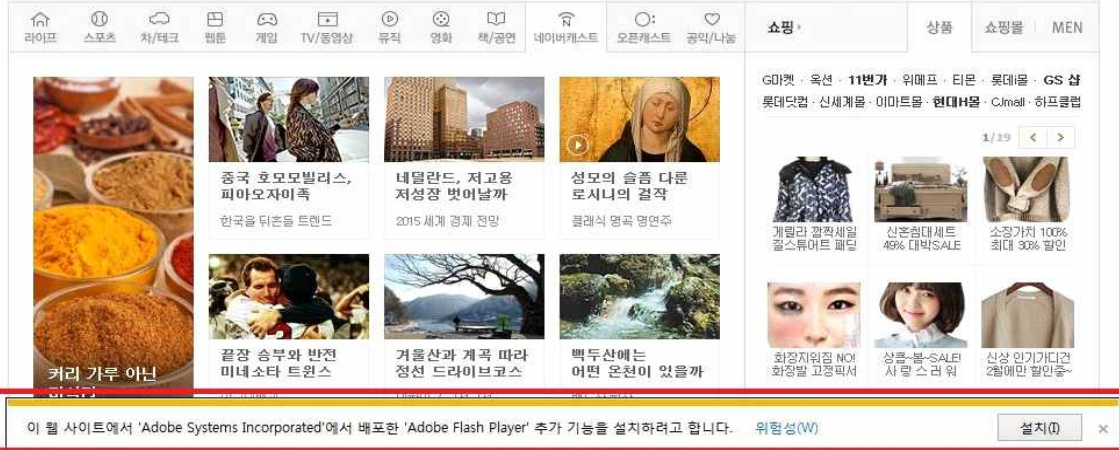 라이프 스포츠 차/테크 웹툰 게임 TV/동영상 뮤직 영화 책/공연 네이버캐스트 오픈캐스트 공익/나눔
쇼핑 상품 쇼핑몰 MEN
G마켓 · 옥션 · 11번가 · 위메프 · 티몬 · 롯데i몰 · GS 샵
롯데닷컴 · 신세계몰 · 이마트몰 · 현대H몰 · CJmall · 하프클럽
1/19
중국 호모모빌리스,
피아오자이족
한국을 뒤흔들 트렌드
네덜란드, 저고용
저성장 벗어날까
2015 세계 경제 전망
성모의 슬픔 다룬
로시니의 걸작
클래식 명곡 명연주
게릴라 깜짝세일
질스튜어트 패딩
신혼침대세트
49% 대박SALE
소장가치 100%
최대 30% 할인
커리 가루 아닌
끝장 승부와 반전
미네소타 트윈스
겨울산과 계곡 따라
정선 드라이브코스
백두산에는
어떤 온천이 있을까
화장지워짐 NO!
화장발 고정픽서
상큼~봄~SALE!
사 랑 스 러 워
신상 인기가디건
2월에만 할인중~
이 웹 사이트에서 'Adobe Systems Incorporated'에서 배포한 'Adobe Flash Player' 추가 기능을 설치하려고 합니다. 위험성(W) 설치(I) ×